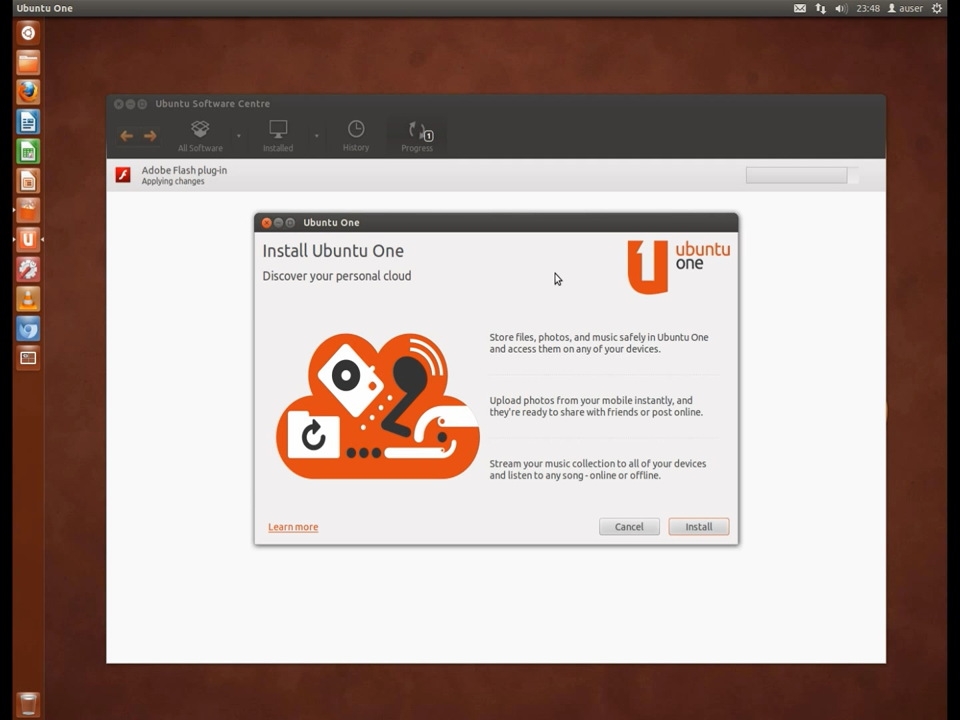 Ubuntu One
23:48 auser
Ubuntu Software Centre
All Software Installed History Progress
1
Adobe Flash plug-in
Applying changes
Ubuntu One
Install Ubuntu One
Discover your personal cloud
ubuntu
one
Store files, photos, and music safely in Ubuntu One
and access them on any of your devices.
Upload photos from your mobile instantly, and
they're ready to share with friends or post online.
Stream your music collection to all of your devices
and listen to any song - online or offline.
Learn more
Cancel Install